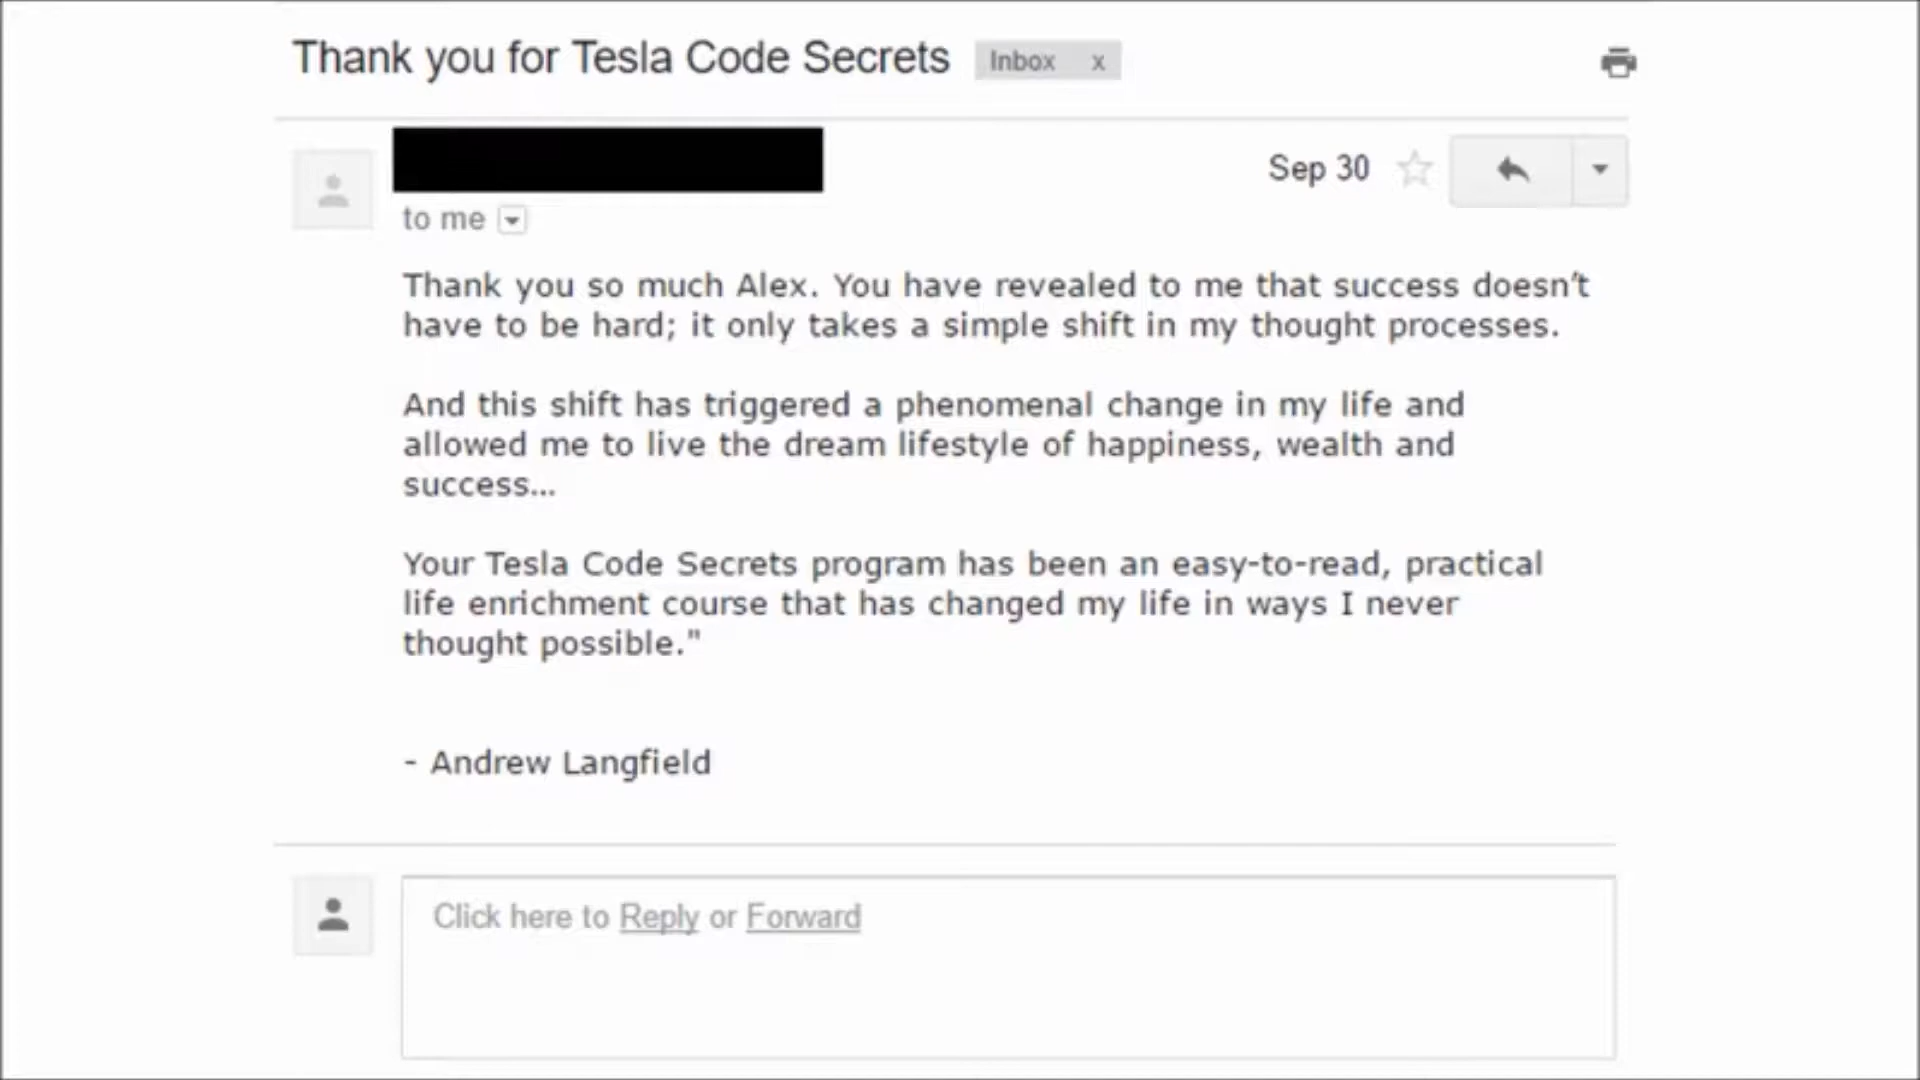 Thank you for Tesla Code Secrets Inbox x
Sep 30
to me
Thank you so much Alex. You have revealed to me that success doesn’t
have to be hard; it only takes a simple shift in my thought processes.
And this shift has triggered a phenomenal change in my life and
allowed me to live the dream lifestyle of happiness, wealth and
success...
Your Tesla Code Secrets program has been an easy-to-read, practical
life enrichment course that has changed my life in ways I never
thought possible."
- Andrew Langfield
Click here to Reply or Forward